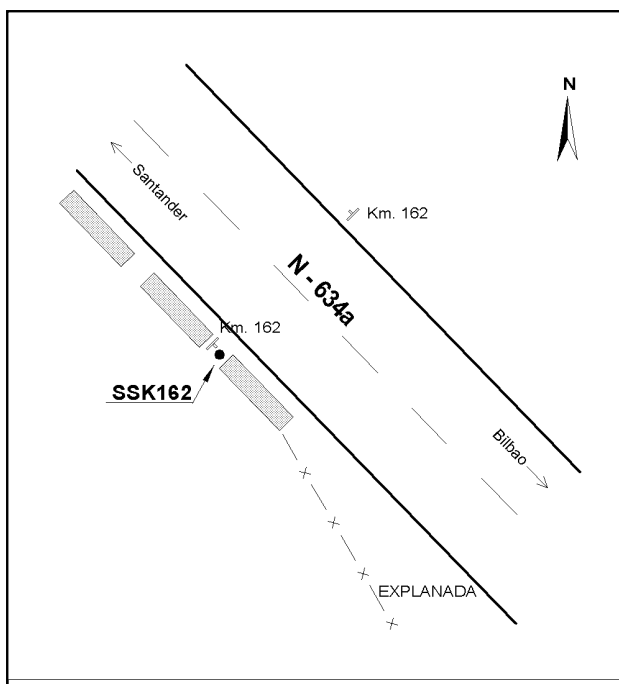 N
Santander
Km. 162
N - 634a
Km. 162
SSK162
Bilbao
EXPLANADA